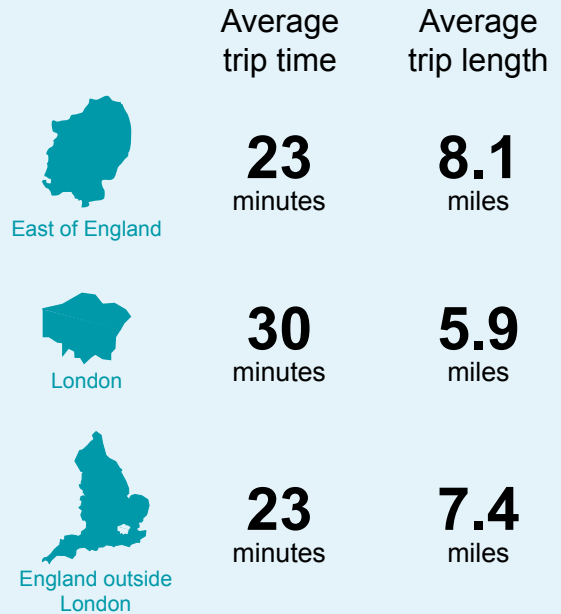 Average
trip time
Average
trip length
23
minutes
8.1
miles
East of England
30
minutes
5.9
miles
London
23
minutes
7.4
miles
England outside
London